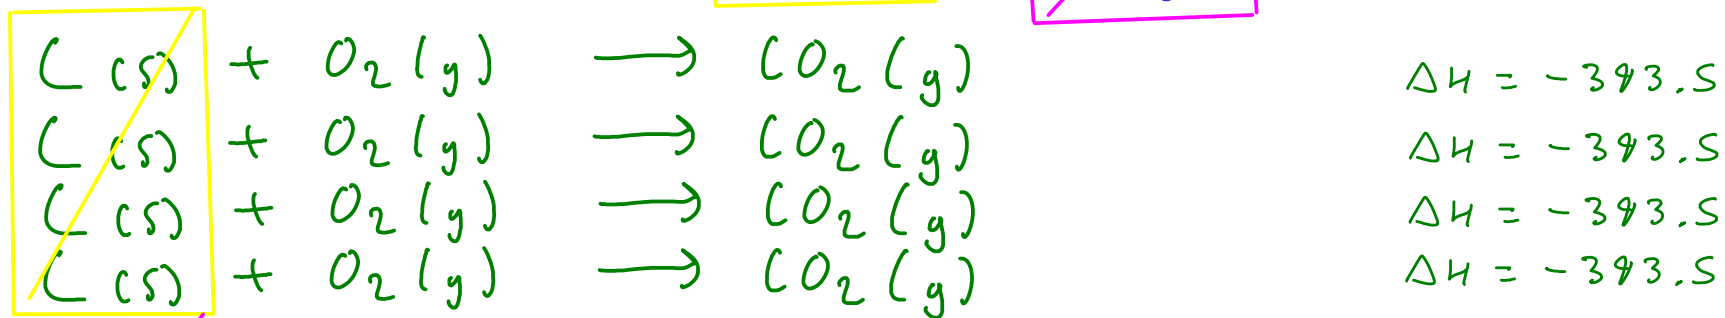 C(s) + O₂(g) ⟶ CO₂(g) ΔH = -393.5
C(s) + O₂(g) ⟶ CO₂(g) ΔH = -393.5
C(s) + O₂(g) ⟶ CO₂(g) ΔH = -393.5
C(s) + O₂(g) ⟶ CO₂(g) ΔH = -393.5